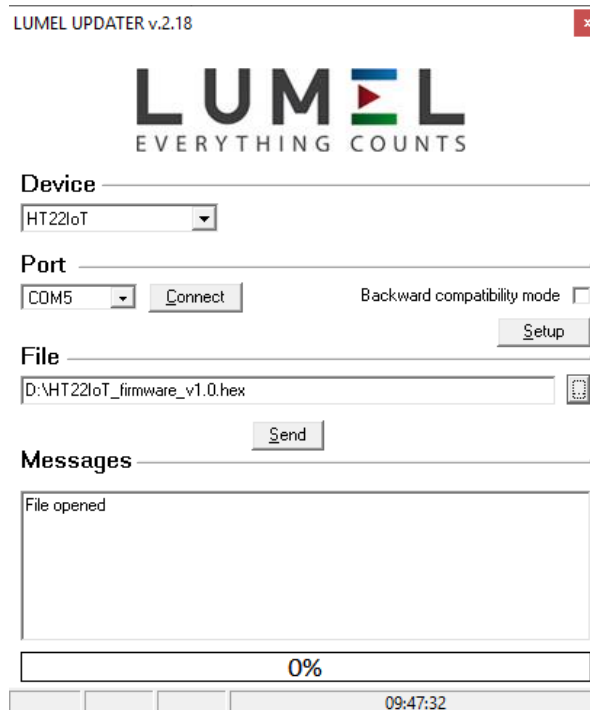 LUMEL UPDATER v.2.18
x
LUMEL
EVERYTHING COUNTS
Device
HT22IoT
Port
COM5
Connect
Backward compatibility mode
Setup
File
D:\HT22IoT_firmware_v1.0.hex
...
Send
Messages
File opened
0%
09:47:32